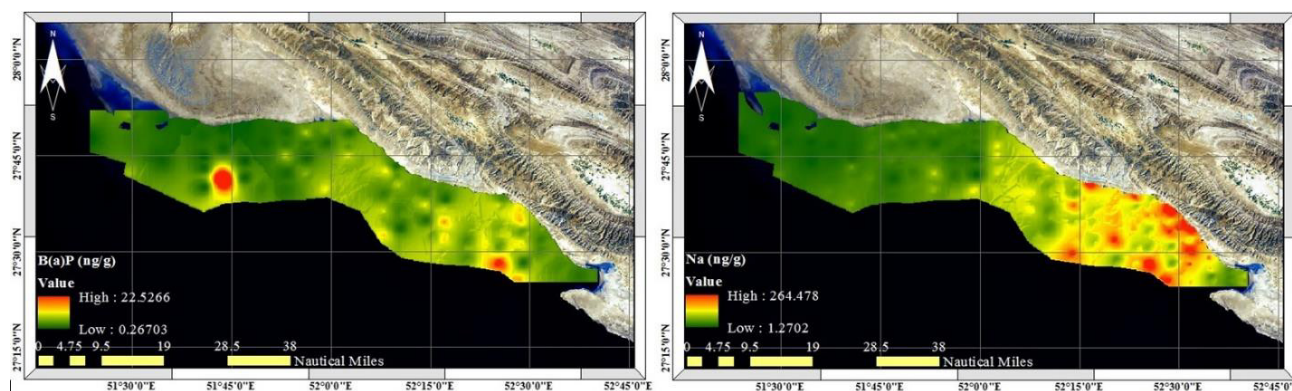 N
S
28°0'0"N
27°45'0"N
27°30'0"N
27°15'0"N
B(a)P (ng/g)
Value
High : 22.5266
Low : 0.26703
0 4.75 9.5 19 28.5 38
Nautical Miles
51°30'0"E 51°45'0"E 52°0'0"E 52°15'0"E 52°30'0"E 52°45'0"E
N
S
28°0'0"N
27°45'0"N
27°30'0"N
27°15'0"N
Na (ng/g)
Value
High : 264.478
Low : 1.2702
0 4.75 9.5 19 28.5 38
Nautical Miles
51°30'0"E 51°45'0"E 52°0'0"E 52°15'0"E 52°30'0"E 52°45'0"E